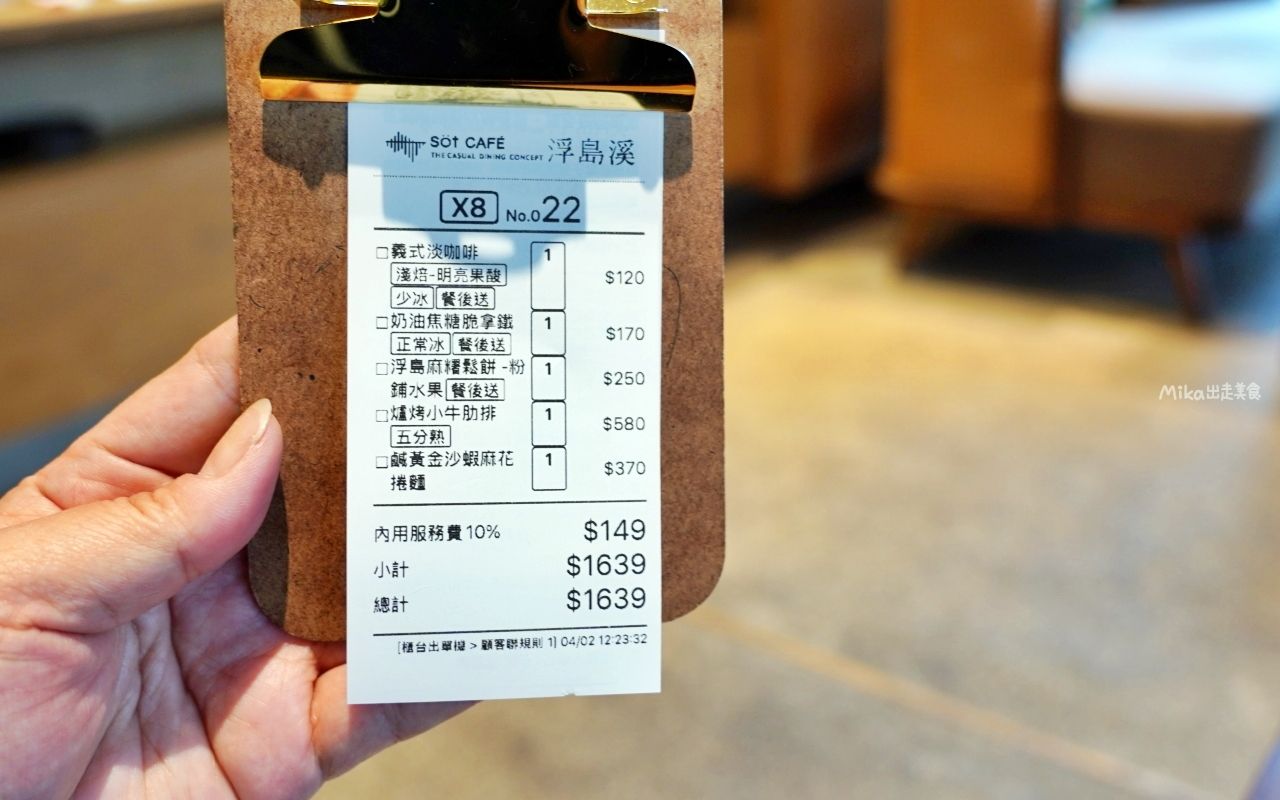 SÖT CAFÉ 浮島溪
THE CASUAL DINING CONCEPT
X8 No.022
□義式淡咖啡 1 $120
淺焙-明亮果酸
少冰 餐後送
□奶油焦糖脆拿鐵 1 $170
正常冰 餐後送
□浮島麻糬鬆餅 -粉 1 $250
鋪水果 餐後送
□爐烤小牛肋排 1 $580
五分熟
□鹹黃金沙蝦麻花 1 $370
捲麵
內用服務費10% $149
小計 $1639
總計 $1639
[櫃台出單機 > 顧客聯規則 1] 04/02 12:23:32
Mika出走美食